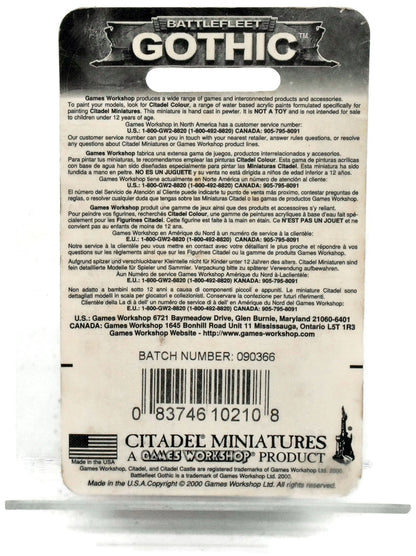 BATTLEFLEET
GOTHIC™
Games Workshop produces a wide range of games and interconnected products and accessories.
To paint your models, look for Citadel Colour, a range of water based acrylic paints formulated specifically for
painting Citadel Miniatures. This miniature is hand cast in pewter. It is NOT A TOY and is not intended for sale
to children under 12 years of age.
Games Workshop in North America has a customer service number:
U.S.: 1-800-GW2-8820 (1-800-492-8820) CANADA: 905-795-8091
Our customer service number can put you in touch with your nearest retailer, answer rules questions, or resolve
any questions about Citadel Miniatures or Games Workshop product lines.
Games Workshop fabrica una extensa gama de juegos, productos interrelacionados y accesorios.
Para pintar tus miniaturas, te recomendamos emplear las pinturas Citadel Colour. Esta gama de pinturas acrílicas
con base de agua han sido diseñadas especialmente para pintar las Miniaturas Citadel. Esta miniatura ha sido
fundida a mano en peltre. NO ES UN JUGUETE y su venta no está dirigida a niños de edad inferior a 12 años.
Games Workshop tiene actualmente en Norte América un número de atención al cliente:
U.S.: 1-800-GW2-8820 (1-800-492-8820) CANADA: 905-795-8091
El número del Servicio de Atención al Cliente puede indicarte tu punto de venta más proximo, contestar preguntas de
reglas, o resolver cualquier duda que tengas sobre las Miniaturas Citadel o las gamas de productos Games Workshop.
Games Workshop produit une gamme de jeux ainsi que des produits et accessoires s'y reliant.
Pour peindre vos figurines, recherchés Citadel Colour, une gamme de peintures acryliques à base d'eau fait spé-
cialement pour les Figurines Citadel. Cette figurine est faite à la main en étain. Ce N'EST PAS UN JOUET et ne
convient pas au enfants de moine de 12 ans.
Games Workshop en Amérique du Nord à un numéro de service à la clientèle:
E.U.: 1-800-GW2-8820 (1-800-492-8820) CANADA: 905-795-8091
Notre service à la clientèle peu vous mettre en contact avec votre détaillant le plus proche et répondre à vos
questions sur les règlements ainsi que sur les Figurines Citadel ou la gamme de produits Games Workshop.
Aufgrund spitzer und verschluckbarer Kleinteile nicht für Kinder unter 12 Jahren. Die alten. Citadel Miniaturen sind
fein detaillierte Modelle für Spieler und Sammler. Verpackung bitte zu späterer Verwendung aufbewahren.
Aun Numéro de service Games Workshop En Amérique du Nord à la-Laclientèle:
E.U.: 1-800-GW2-8820 (1-800-492-8820) CANADA: 905-795-8091
Non adatto a bambini sotto 12 anni a causa di componenti piccoli e appuniti. Le miniature Citadel sono
dettagliati modelli in scala per giocatori e collezionisti. Conservare la confezione per futuri riferimenti.
Clientèle della La di à dell' un numéro de service di à dell' en Amérique du Nord del Games Workshop:
E.U.: 1-800-GW2-8820 (1-800-492-8820) CANADA: 905-795-8091
U.S.: Games Workshop 6721 Baymeadow Drive, Glen Burnie, Maryland 21060-6401
CANADA: Games Workshop 1645 Bonhill Road Unit 11 Mississauga, Ontario L5T 1R3
Games Workshop Website - http://www.games-workshop.com
BATCH NUMBER: 090366
0 83746 10210 8
CITADEL MINIATURES
A GAMES WORKSHOP® PRODUCT
Made in the USA
Games Workshop, Citadel, and Citadel Castle are registered trademarks of Games Workshop Ltd. 2000.
Battlefleet Gothic is a trademark of Games Workshop Ltd. 2000.
Made in the U.S.A. Copyright © 2000 Games Workshop Ltd. All rights reserved.